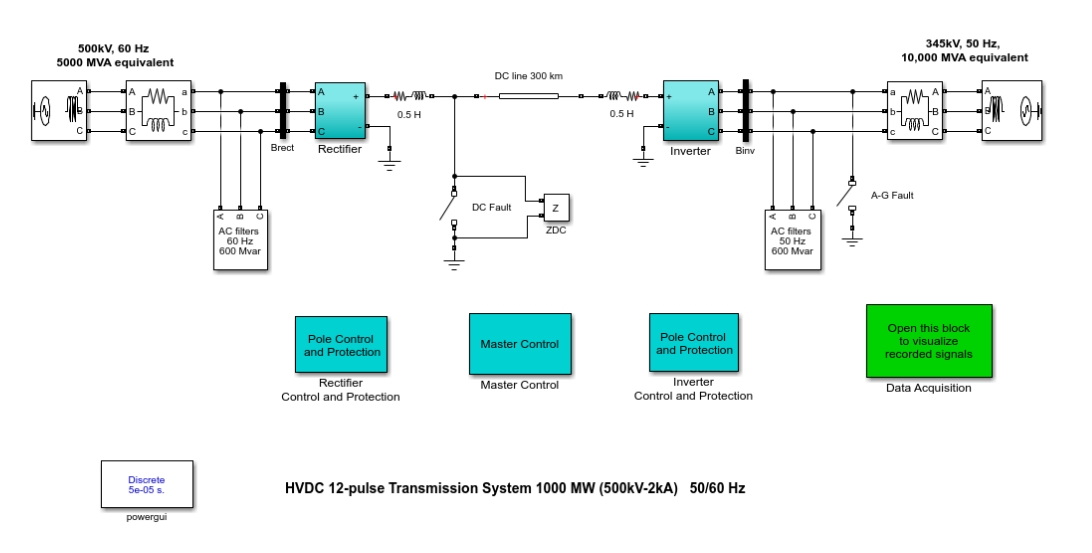 500kV, 60 Hz
5000 MVA equivalent
345kV, 50 Hz,
10,000 MVA equivalent
A
B
C
A
B
C
a
b
c
Brect
A
B
C
+
-
Rectifier
0.5 H
DC line 300 km
0.5 H
+
-
A
B
C
Inverter
Binv
a
b
c
A
B
C
A
B
C
A
B
C
AC filters
60 Hz
600 Mvar
DC Fault
Z
ZDC
A
B
C
AC filters
50 Hz
600 Mvar
A-G Fault
Pole Control
and Protection
Rectifier
Control and Protection
Master Control
Master Control
Pole Control
and Protection
Inverter
Control and Protection
Open this block
to visualize
recorded signals
Data Acquisition
Discrete
5e-05 s.
powergui
HVDC 12-pulse Transmission System 1000 MW (500kV-2kA) 50/60 Hz